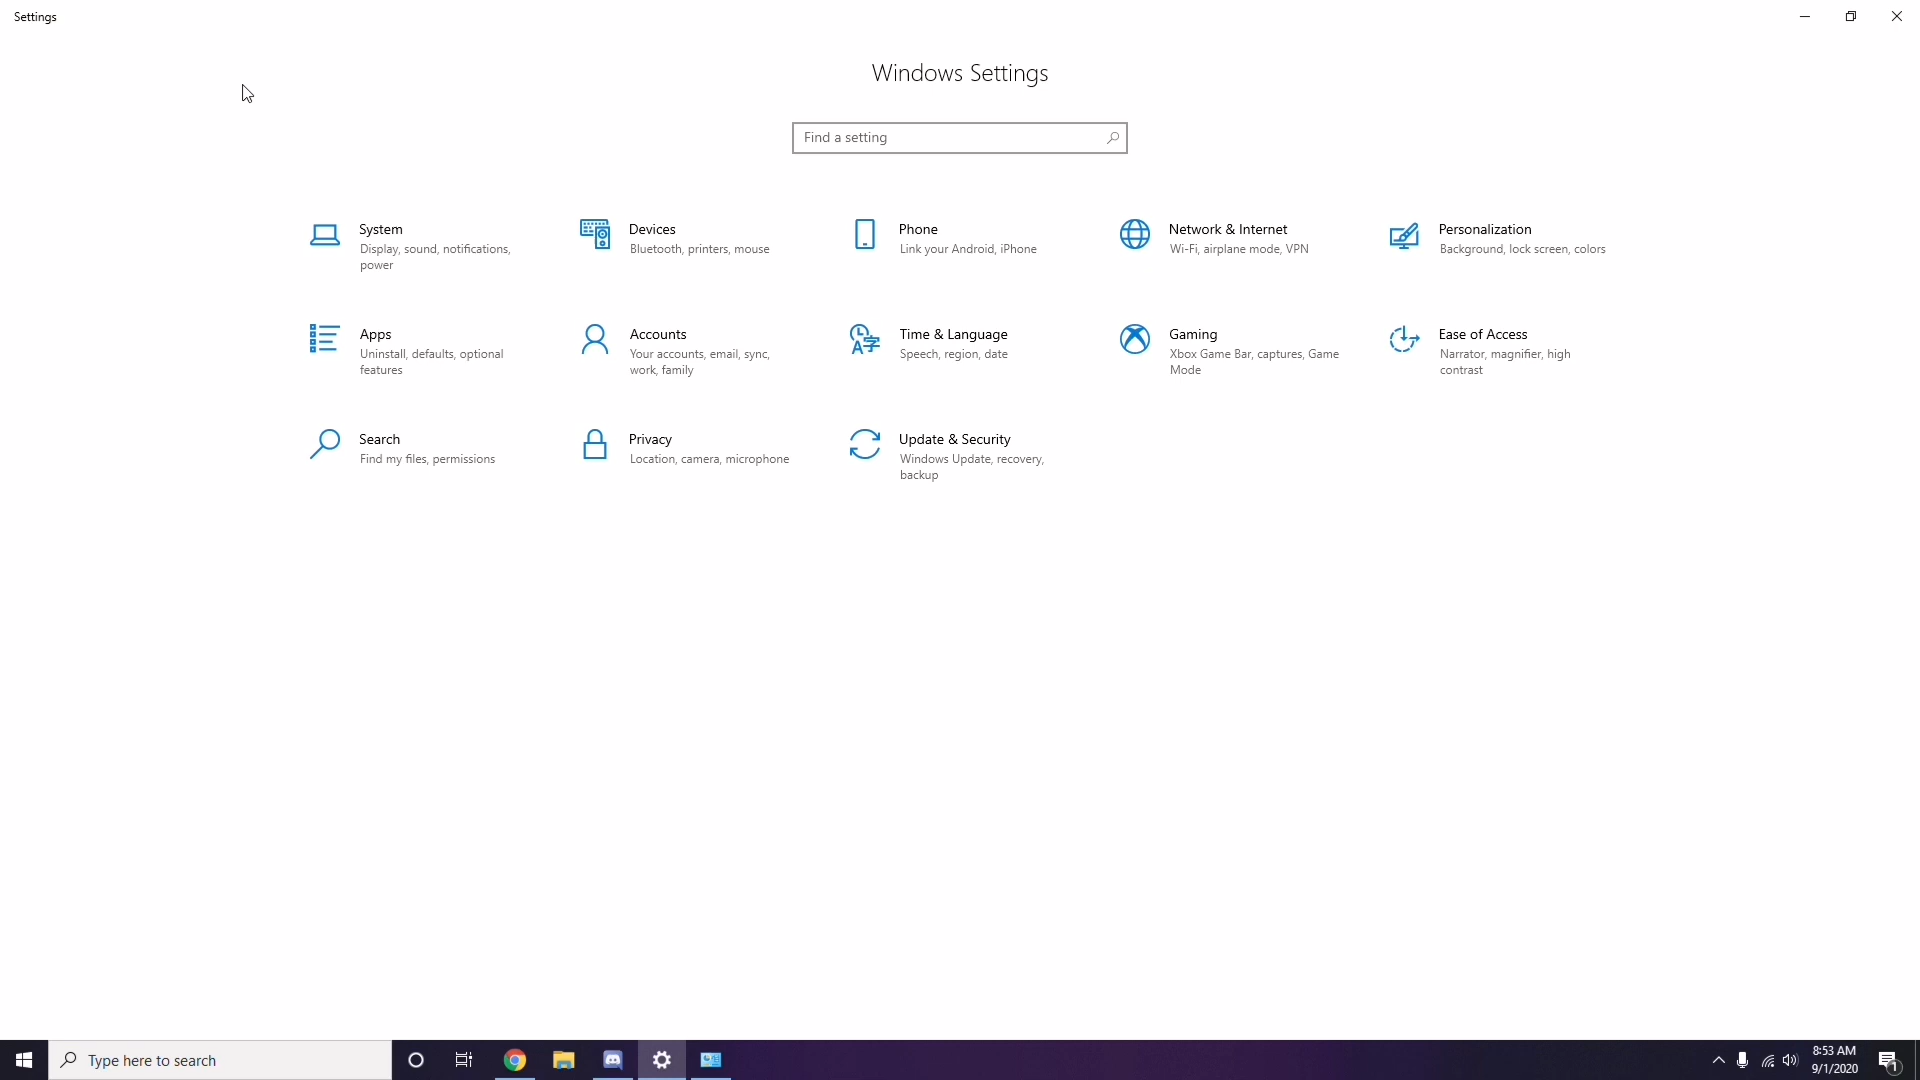 Settings
Windows Settings
Find a setting
System
Display, sound, notifications,
power
Devices
Bluetooth, printers, mouse
Phone
Link your Android, iPhone
Network & Internet
Wi-Fi, airplane mode, VPN
Personalization
Background, lock screen, colors
Apps
Uninstall, defaults, optional
features
Accounts
Your accounts, email, sync,
work, family
Time & Language
Speech, region, date
Gaming
Xbox Game Bar, captures, Game
Mode
Ease of Access
Narrator, magnifier, high
contrast
Search
Find my files, permissions
Privacy
Location, camera, microphone
Update & Security
Windows Update, recovery,
backup
Type here to search
8:53 AM
9/1/2020
1